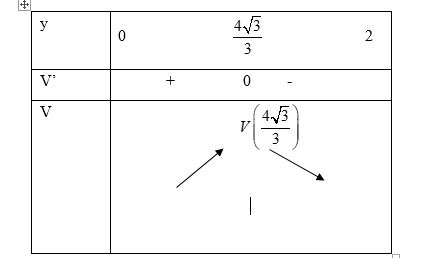 y 0 4√3/3 2
V’ + 0 -
V V(4√3/3)